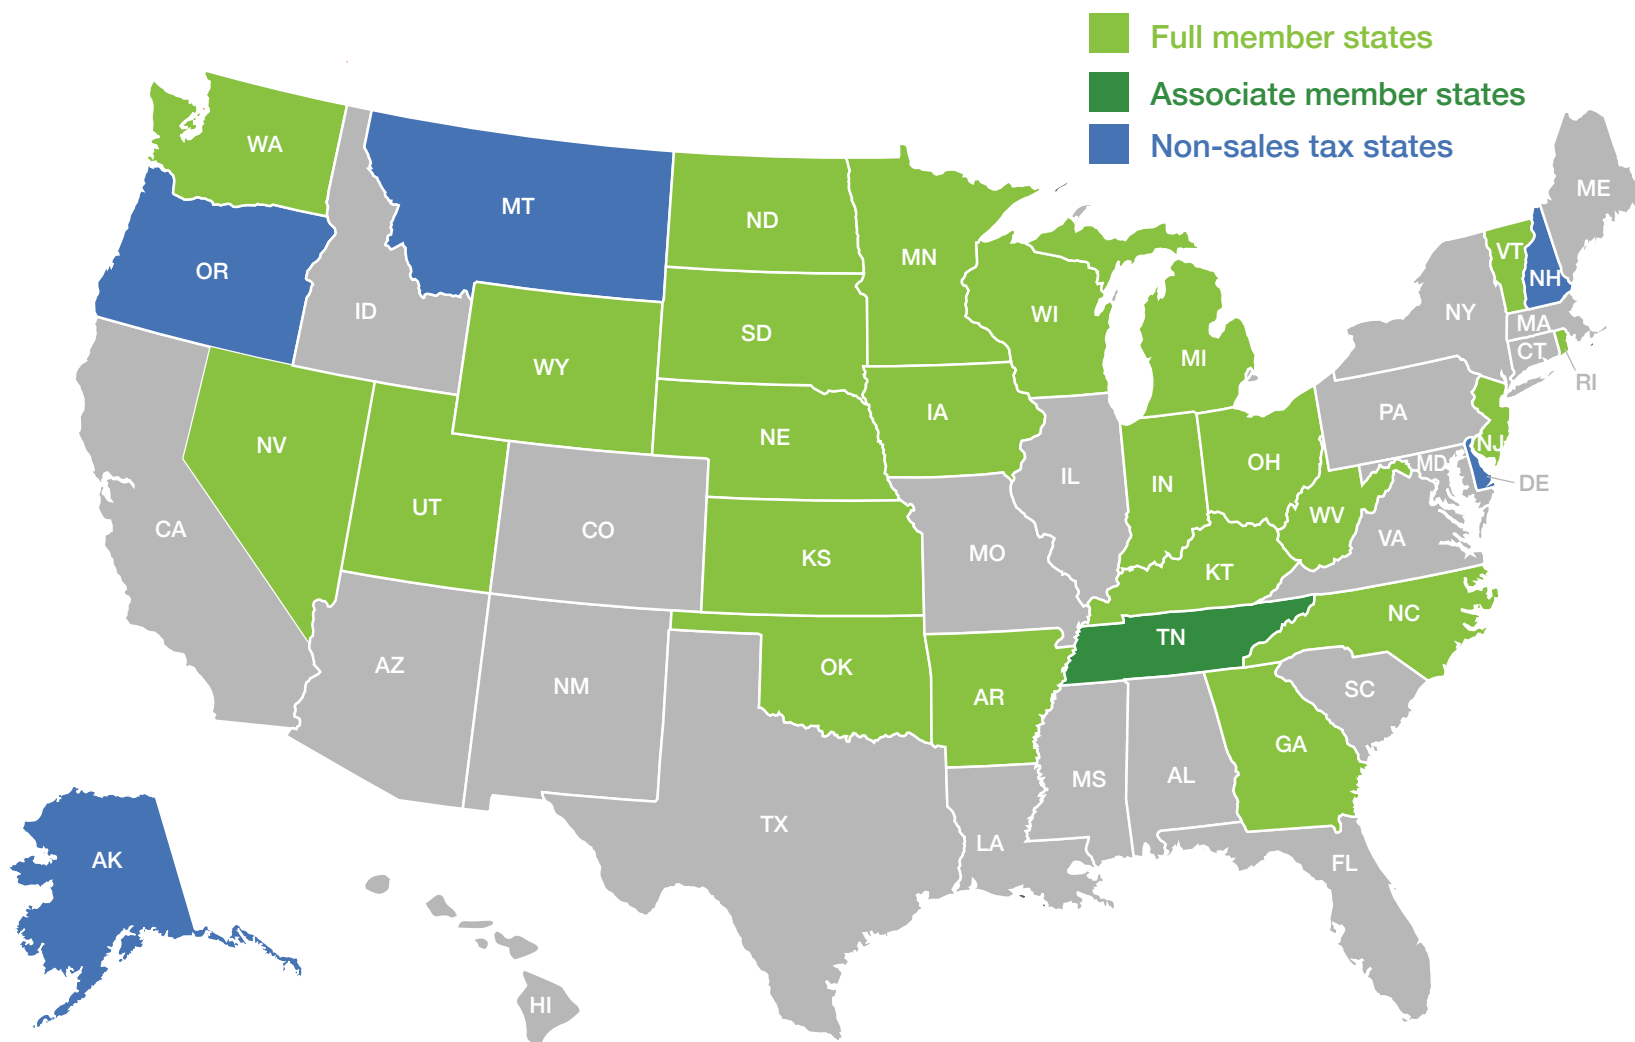 Full member states
Associate member states
Non-sales tax states
WA
MT
ND
MN
ME
OR
ID
SD
WI
MI
VT
NH
NY
MA
CT
RI
WY
NV
UT
NE
IA
PA
NJ
CA
CO
KS
MO
IL
IN
OH
WV
MD
DE
VA
KT
NC
AZ
NM
OK
AR
TN
SC
GA
MS
AL
TX
LA
FL
AK
HI